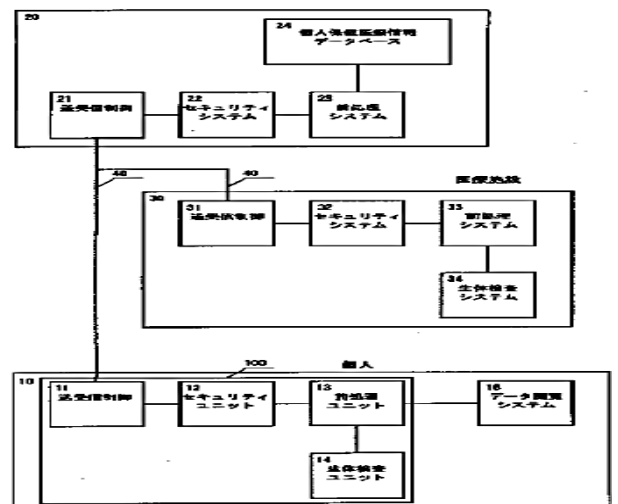 20
24
個人保健医療情報
データベース
21
送受信制御
22
セキュリティ
システム
23
前処理
システム
40
40
医療施設
30
31
送受信制御
32
セキュリティ
システム
33
前処理
システム
34
生体検査
システム
100
個人
10
11
送受信制御
12
セキュリティ
ユニット
13
前処理
ユニット
16
データ閲覧
システム
14
生体検査
ユニット